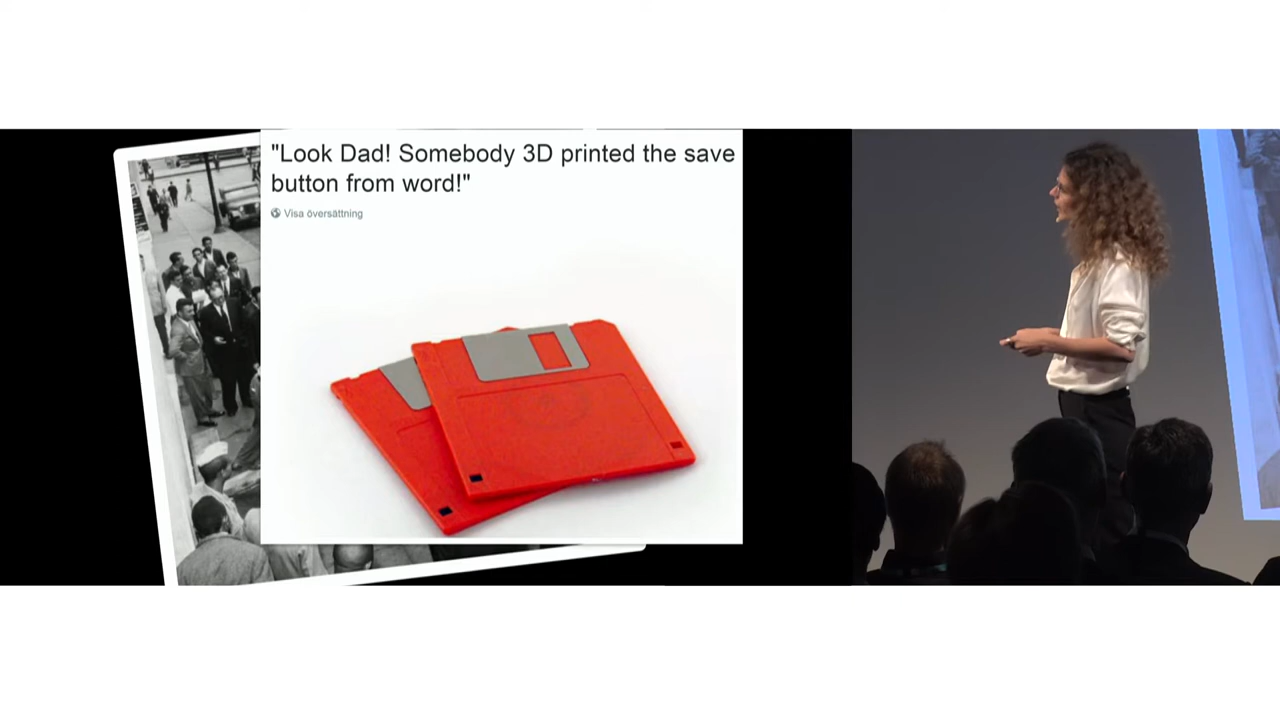 "Look Dad! Somebody 3D printed the save
button from word!"
Visa översättning